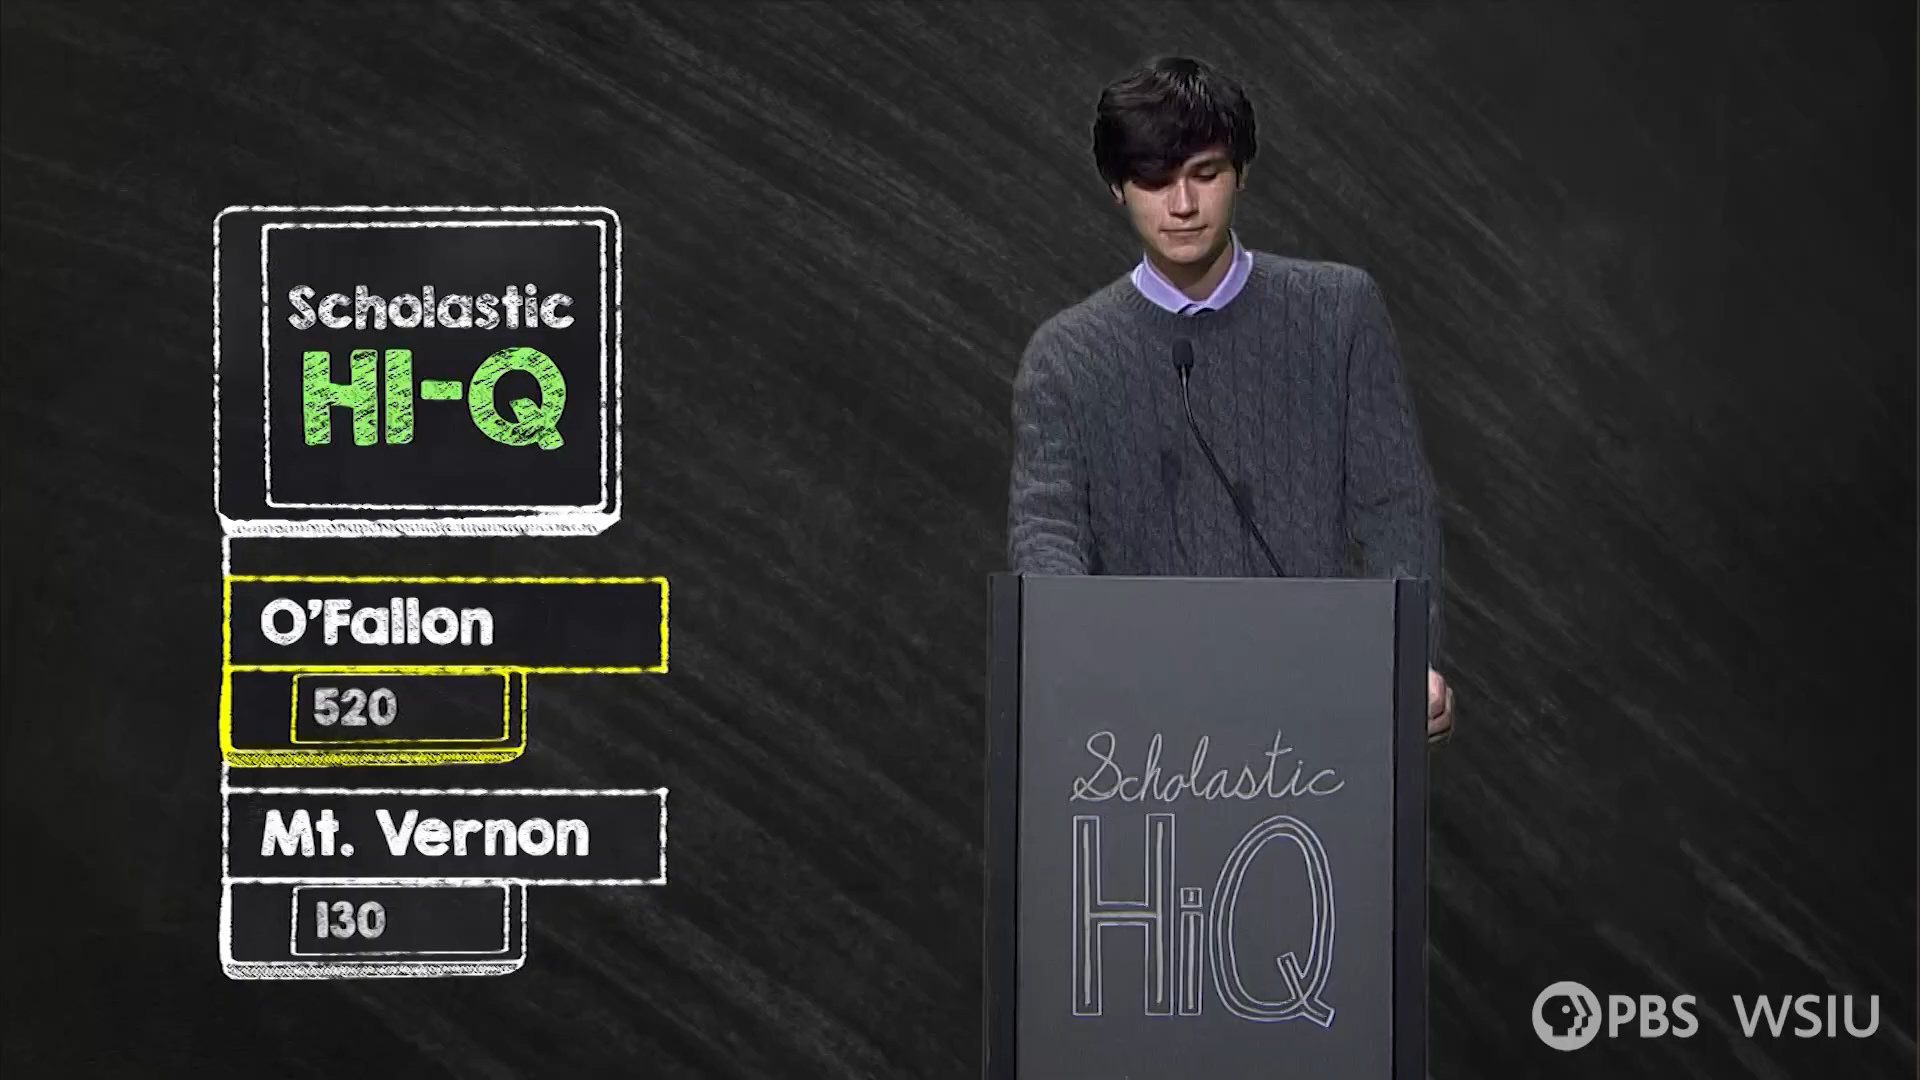 Scholastic
HI-Q
O'Fallon
520
Mt. Vernon
130
Scholastic
HiQ
PBS WSIU